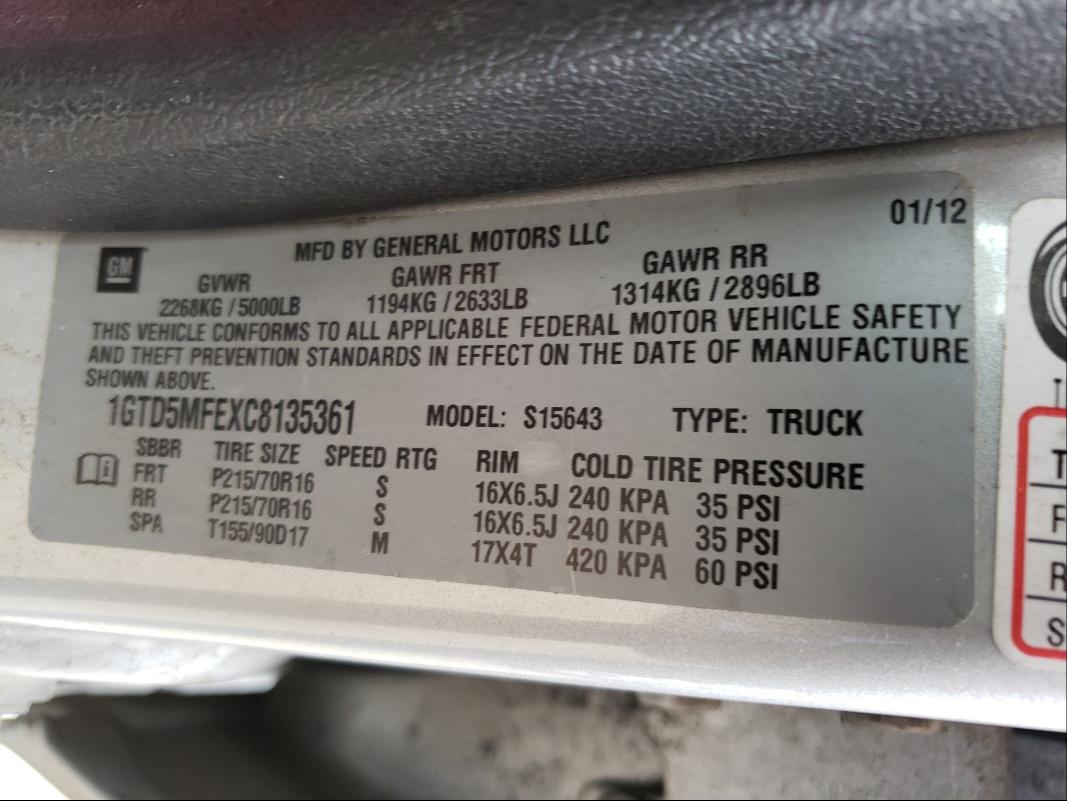 01/12
GM
MFD BY GENERAL MOTORS LLC
GVWR GAWR FRT GAWR RR
2268KG / 5000LB 1194KG / 2633LB 1314KG / 2896LB
THIS VEHICLE CONFORMS TO ALL APPLICABLE FEDERAL MOTOR VEHICLE SAFETY
AND THEFT PREVENTION STANDARDS IN EFFECT ON THE DATE OF MANUFACTURE
SHOWN ABOVE.
1GTD5MFEXC8135361 MODEL: S15643 TYPE: TRUCK
SBBR TIRE SIZE SPEED RTG RIM COLD TIRE PRESSURE
FRT P215/70R16 S 16X6.5J 240 KPA 35 PSI
RR P215/70R16 S 16X6.5J 240 KPA 35 PSI
SPA T155/90D17 M 17X4T 420 KPA 60 PSI